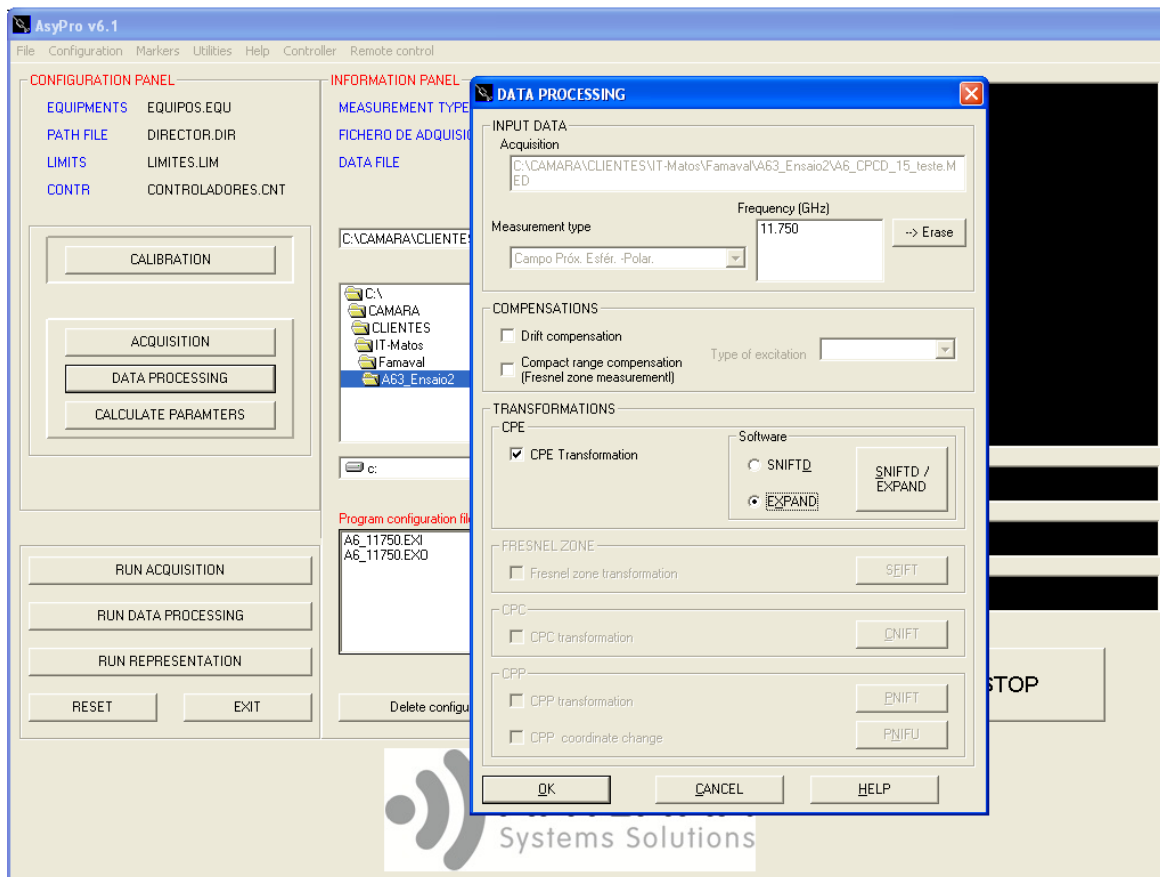 AsyPro v6.1
File Configuration Markers Utilities Help Controller Remote control
CONFIGURATION PANEL
EQUIPMENTS EQUIPOS.EQU
PATH FILE DIRECTOR.DIR
LIMITS LIMITES.LIM
CONTR CONTROLADORES.CNT
CALIBRATION
ACQUISITION
DATA PROCESSING
CALCULATE PARAMTERS
RUN ACQUISITION
RUN DATA PROCESSING
RUN REPRESENTATION
RESET EXIT
INFORMATION PANEL
MEASUREMENT TYPE
FICHERO DE ADQUISI
DATA FILE
C:\CAMARA\CLIENTES
C:\
CAMARA
CLIENTES
IT-Matos
Famaval
A63_Ensaio2
c:
Program configuration file
A6_11750.EXI
A6_11750.EXO
Delete configu
DATA PROCESSING
INPUT DATA
Acquisition
C:\CAMARA\CLIENTES\IT-Matos\Famaval\A63_Ensaio2\A6_CPCD_15_teste.M
ED
Frequency (GHz)
Measurement type
11.750
--> Erase
Campo Próx. Esfér. -Polar.
COMPENSATIONS
Drift compensation
Type of excitation
Compact range compensation
(Fresnel zone measurementl)
TRANSFORMATIONS
CPE
CPE Transformation
Software
SNIFTD
EXPAND
SNIFTD /
EXPAND
FRESNEL ZONE
Fresnel zone transformation
SFIFT
CPC
CPC transformation
CNIFT
CPP
CPP transformation
PNIFT
CPP coordinate change
PNIFU
OK CANCEL HELP
STOP
Systems Solutions